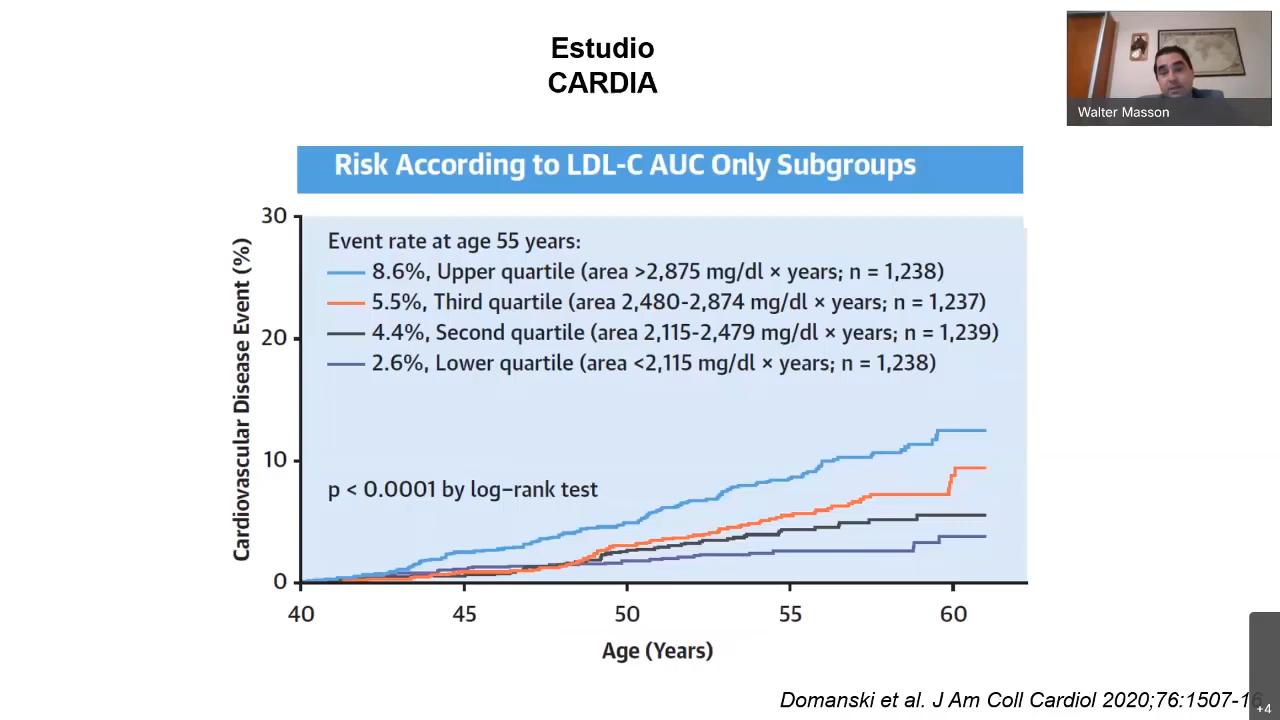 Estudio
CARDIA
Walter Masson
Risk According to LDL-C AUC Only Subgroups
Cardiovascular Disease Event (%)
30
20
10
0
Event rate at age 55 years:
8.6%, Upper quartile (area >2,875 mg/dl × years; n = 1,238)
5.5%, Third quartile (area 2,480-2,874 mg/dl × years; n = 1,237)
4.4%, Second quartile (area 2,115-2,479 mg/dl × years; n = 1,239)
2.6%, Lower quartile (area <2,115 mg/dl × years; n = 1,238)
p < 0.0001 by log–rank test
40 45 50 55 60
Age (Years)
Domanski et al. J Am Coll Cardiol 2020;76:1507-16
+4